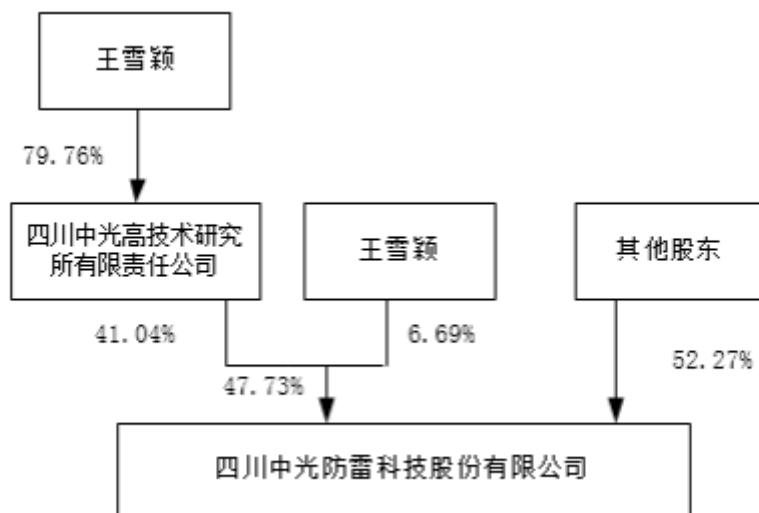 王雪颖
79.76%
四川中光高技术研究
所有限责任公司
王雪颖
其他股东
41.04%
6.69%
47.73%
52.27%
四川中光防雷科技股份有限公司